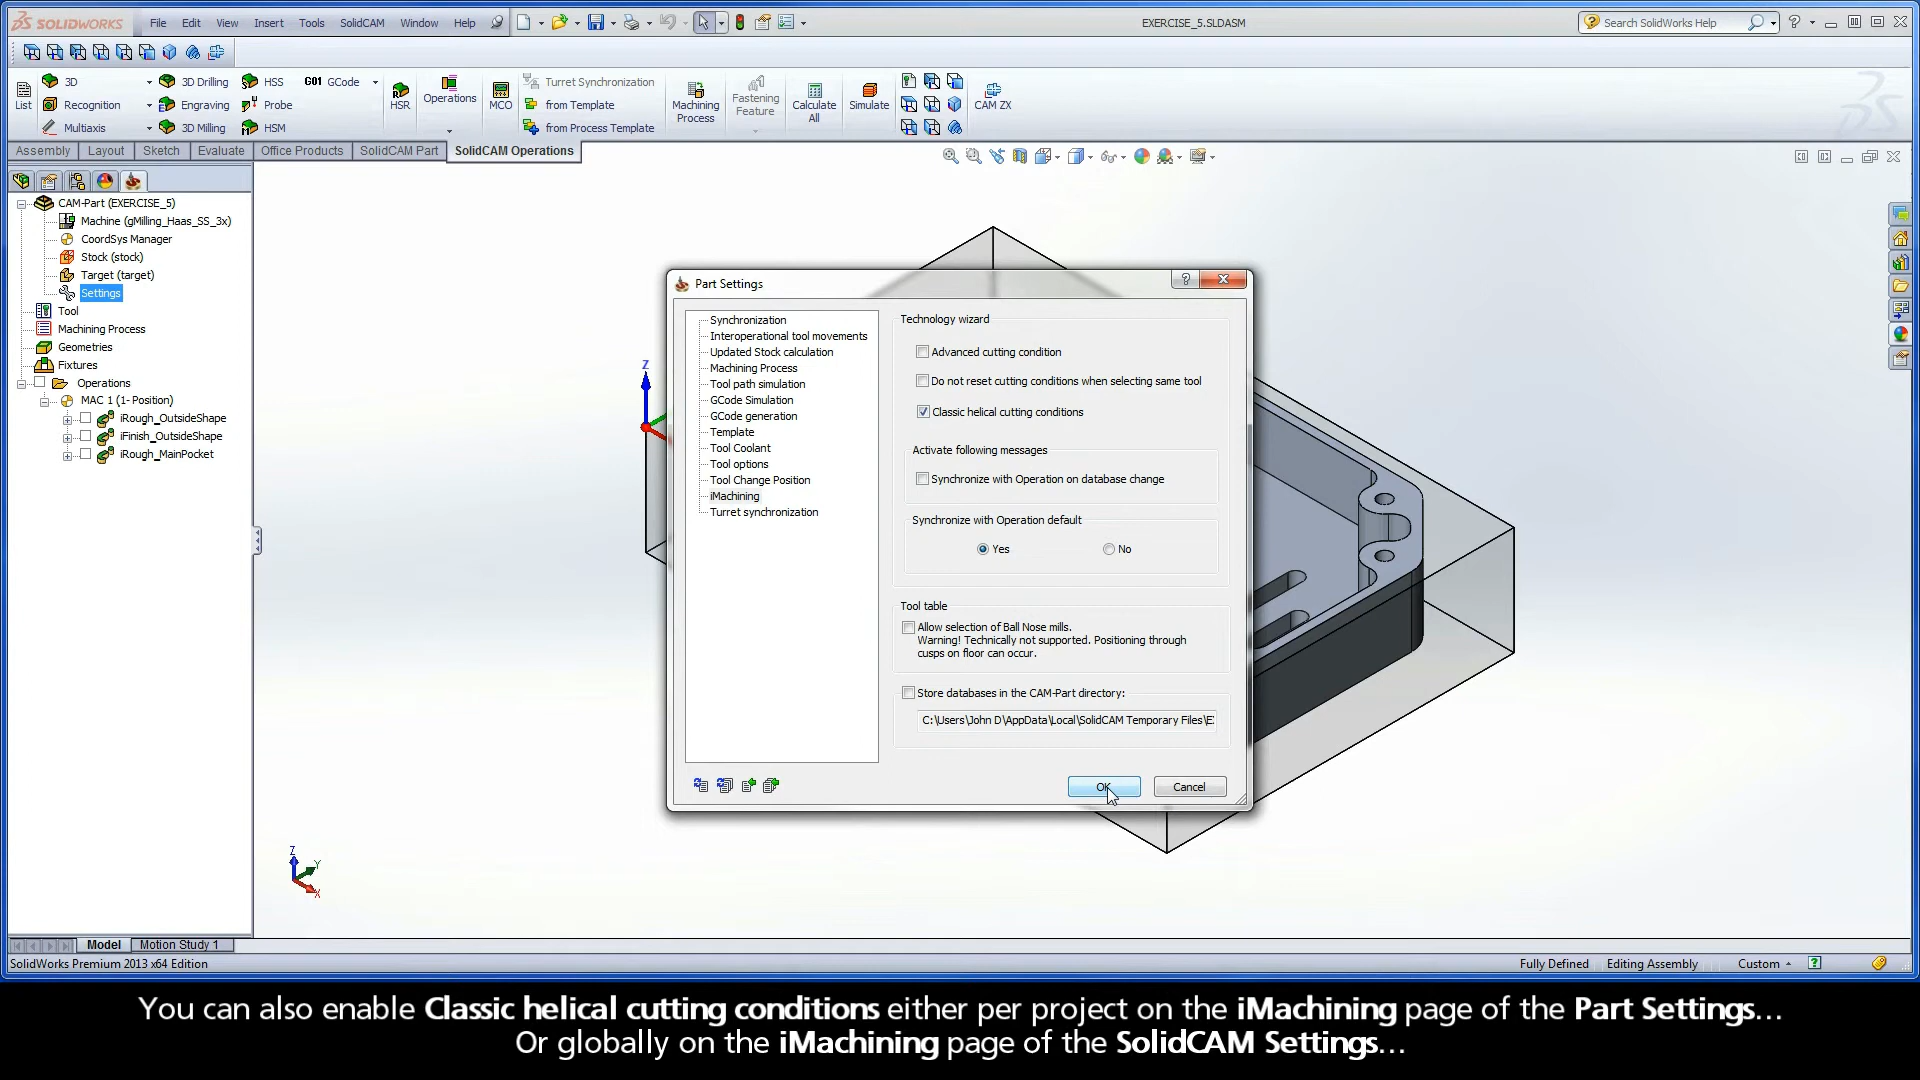 SOLIDWORKS File Edit View Insert Tools SolidCAM Window Help EXERCISE_5.SLDASM Search SolidWorks Help
3D 3D Drilling HSS G01 GCode Turret Synchronization
List Recognition Engraving Probe HSR Operations MCO from Template Machining Process Fastening Feature Calculate All Simulate CAM ZX
Multiaxis 3D Milling HSM from Process Template
Assembly Layout Sketch Evaluate Office Products SolidCAM Part SolidCAM Operations
CAM-Part (EXERCISE_5)
Machine (gMilling_Haas_SS_3x)
CoordSys Manager
Stock (stock)
Target (target)
Settings
Tool
Machining Process
Geometries
Fixtures
Operations
MAC 1 (1- Position)
iRough_OutsideShape
iFinish_OutsideShape
iRough_MainPocket
Z
Part Settings
Synchronization
Interoperational tool movements
Updated Stock calculation
Machining Process
Tool path simulation
GCode Simulation
GCode generation
Template
Tool Coolant
Tool options
Tool Change Position
iMachining
Turret synchronization
Technology wizard
Advanced cutting condition
Do not reset cutting conditions when selecting same tool
Classic helical cutting conditions
Activate following messages
Synchronize with Operation on database change
Synchronize with Operation default
Yes No
Tool table
Allow selection of Ball Nose mills.
Warning! Technically not supported. Positioning through
cusps on floor can occur.
Store databases in the CAM-Part directory:
C:\Users\John D\AppData\Local\SolidCAM Temporary Files\E
OK Cancel
Z
Y
X
Model Motion Study 1
SolidWorks Premium 2013 x64 Edition Fully Defined Editing Assembly Custom
You can also enable Classic helical cutting conditions either per project on the iMachining page of the Part Settings...
Or globally on the iMachining page of the SolidCAM Settings...